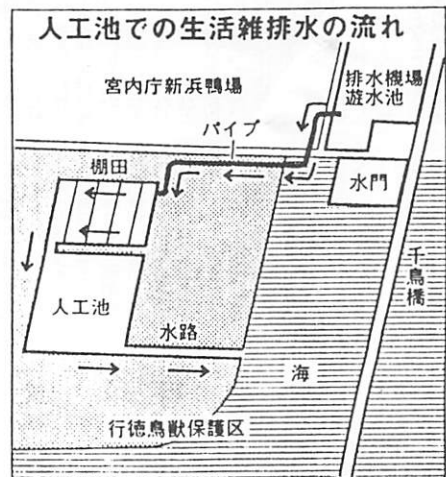 人工池での生活雑排水の流れ
宮内庁新浜鴨場
排水機場
遊水池
パイプ
棚田
水門
千鳥橋
人工池
水路
海
行徳鳥獣保護区